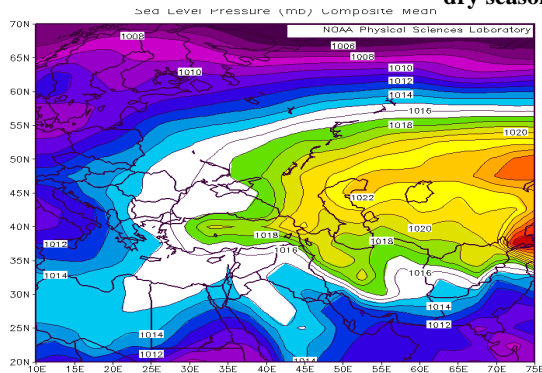 dry season
Sea Level Pressure (mb) Composite Mean
NOAA Physical Sciences Laboratory
70N
65N
60N
55N
50N
45N
40N
35N
30N
25N
20N
1008
1006
1008
1010
1010
1012
1014
1016
1018
1020
1022
1020
1018
1018
1016
1016
1012
1014
1014
1012
1014
1012
1014
10E 15E 20E 25E 30E 35E 40E 45E 50E 55E 60E 65E 70E 75E